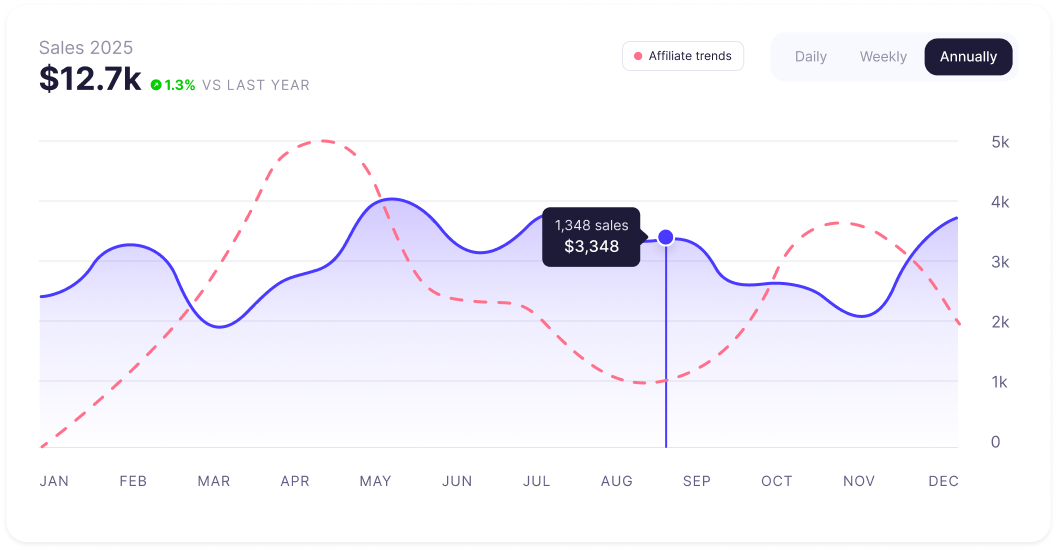 Sales 2025
$12.7k 1.3% VS LAST YEAR
Affiliate trends
Daily Weekly Annually
5k
4k
1,348 sales
$3,348
3k
2k
1k
0
JAN FEB MAR APR MAY JUN JUL AUG SEP OCT NOV DEC